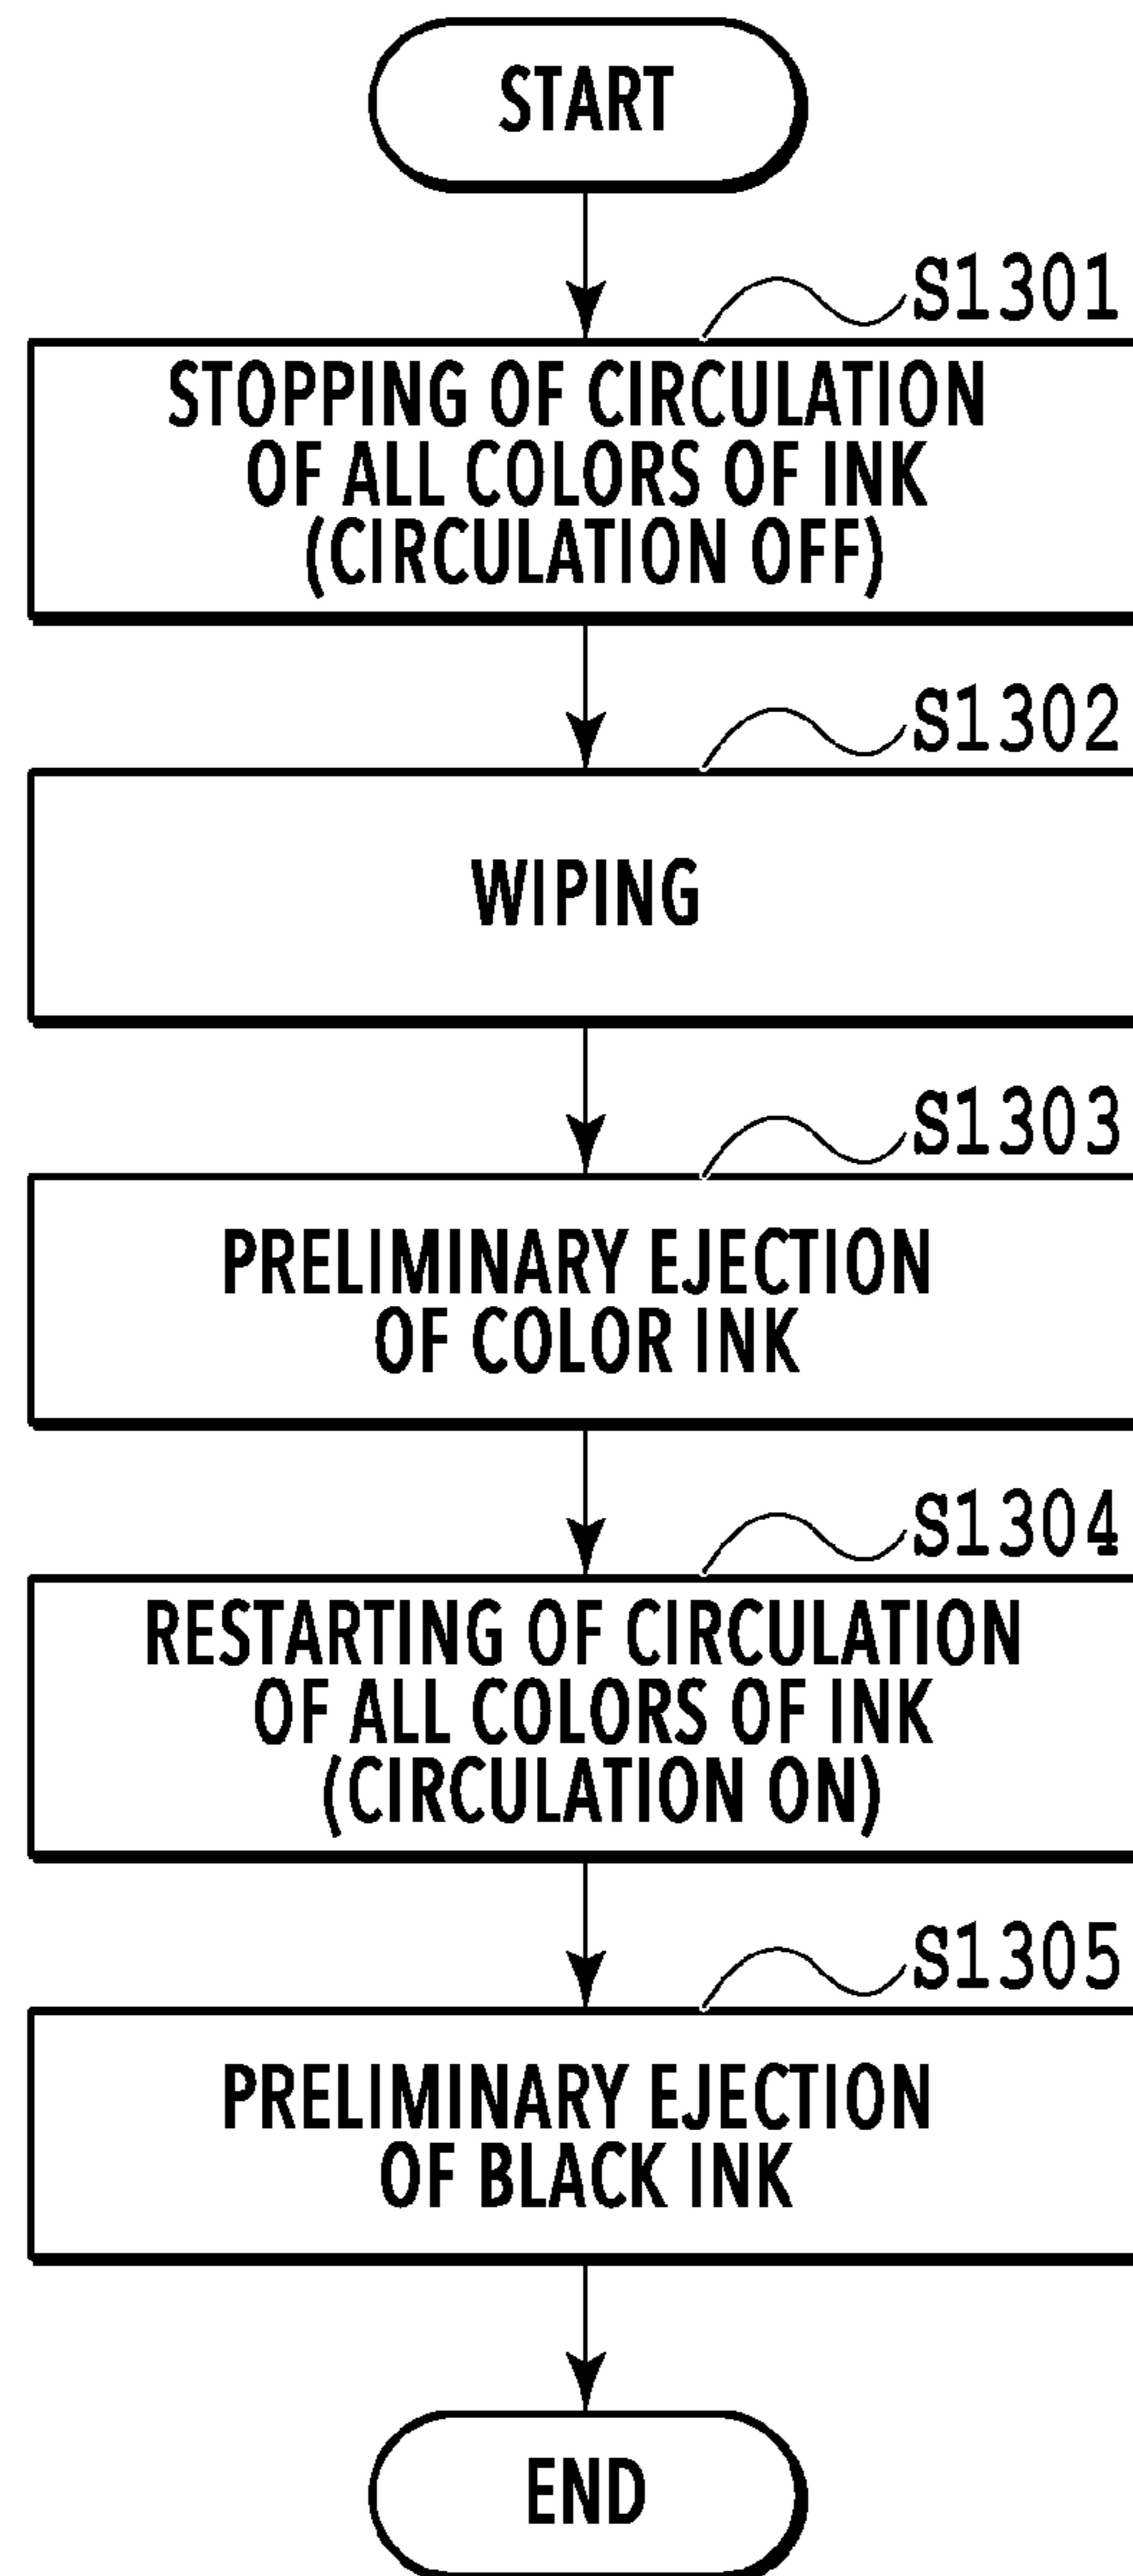 START
S1301
STOPPING OF CIRCULATION
OF ALL COLORS OF INK
(CIRCULATION OFF)
S1302
WIPING
S1303
PRELIMINARY EJECTION
OF COLOR INK
S1304
RESTARTING OF CIRCULATION
OF ALL COLORS OF INK
(CIRCULATION ON)
S1305
PRELIMINARY EJECTION
OF BLACK INK
END